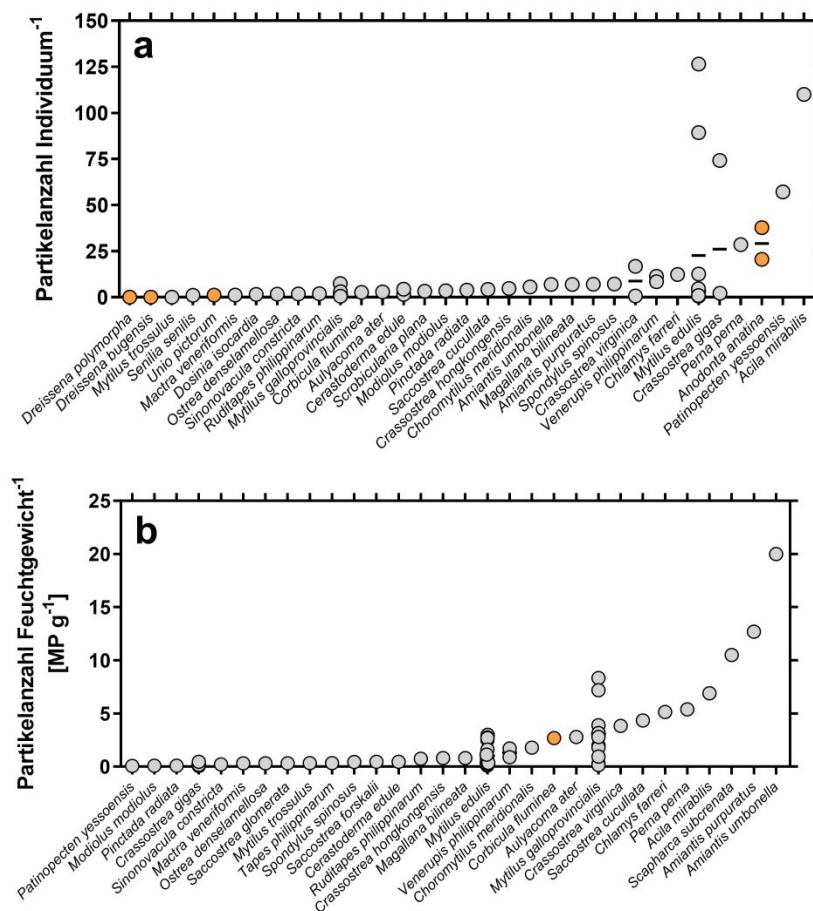 a
Partikelanzahl Individuum⁻¹
150
125
100
75
50
25
0
Dreissena polymorpha
Dreissena bugensis
Mytilus trossulus
Senilia senilis
Unio pictorum
Mactra veneriformis
Dosinia isocardia
Ostrea denselamellosa
Sinonovacula constricta
Ruditapes philippinarum
Mytilus galloprovincialis
Corbicula fluminea
Aulyacoma ater
Cerastoderma edule
Scrobicularia plana
Modiolus modiolus
Pinctada radiata
Saccostrea cucullata
Crassostrea hongkongensis
Choromytilus meridionalis
Amiantis umbonella
Magallana bilineata
Amiantis purpuratus
Spondylus spinosus
Crassostrea virginica
Venerupis philippinarum
Chlamys farreri
Mytilus edulis
Crassostrea gigas
Perna perna
Anodonta anatina
Patinopecten yessoensis
Acila mirabilis
b
Partikelanzahl Feuchtgewicht⁻¹
[MP g⁻¹]
25
20
15
10
5
0
Patinopecten yessoensis
Modiolus modiolus
Pinctada radiata
Crassostrea gigas
Sinonovacula constricta
Mactra veneriformis
Ostrea denselamellosa
Saccostrea glomerata
Mytilus trossulus
Tapes philippinarum
Spondylus spinosus
Saccostrea forskalii
Cerastoderma edule
Ruditapes philippinarum
Crassostrea hongkongensis
Magallana bilineata
Mytilus edulis
Venerupis philippinarum
Choromytilus meridionalis
Corbicula fluminea
Aulyacoma ater
Mytilus galloprovincialis
Crassostrea virginica
Saccostrea cucullata
Chlamys farreri
Perna perna
Acila mirabilis
Scapharca subcrenata
Amiantis purpuratus
Amiantis umbonella